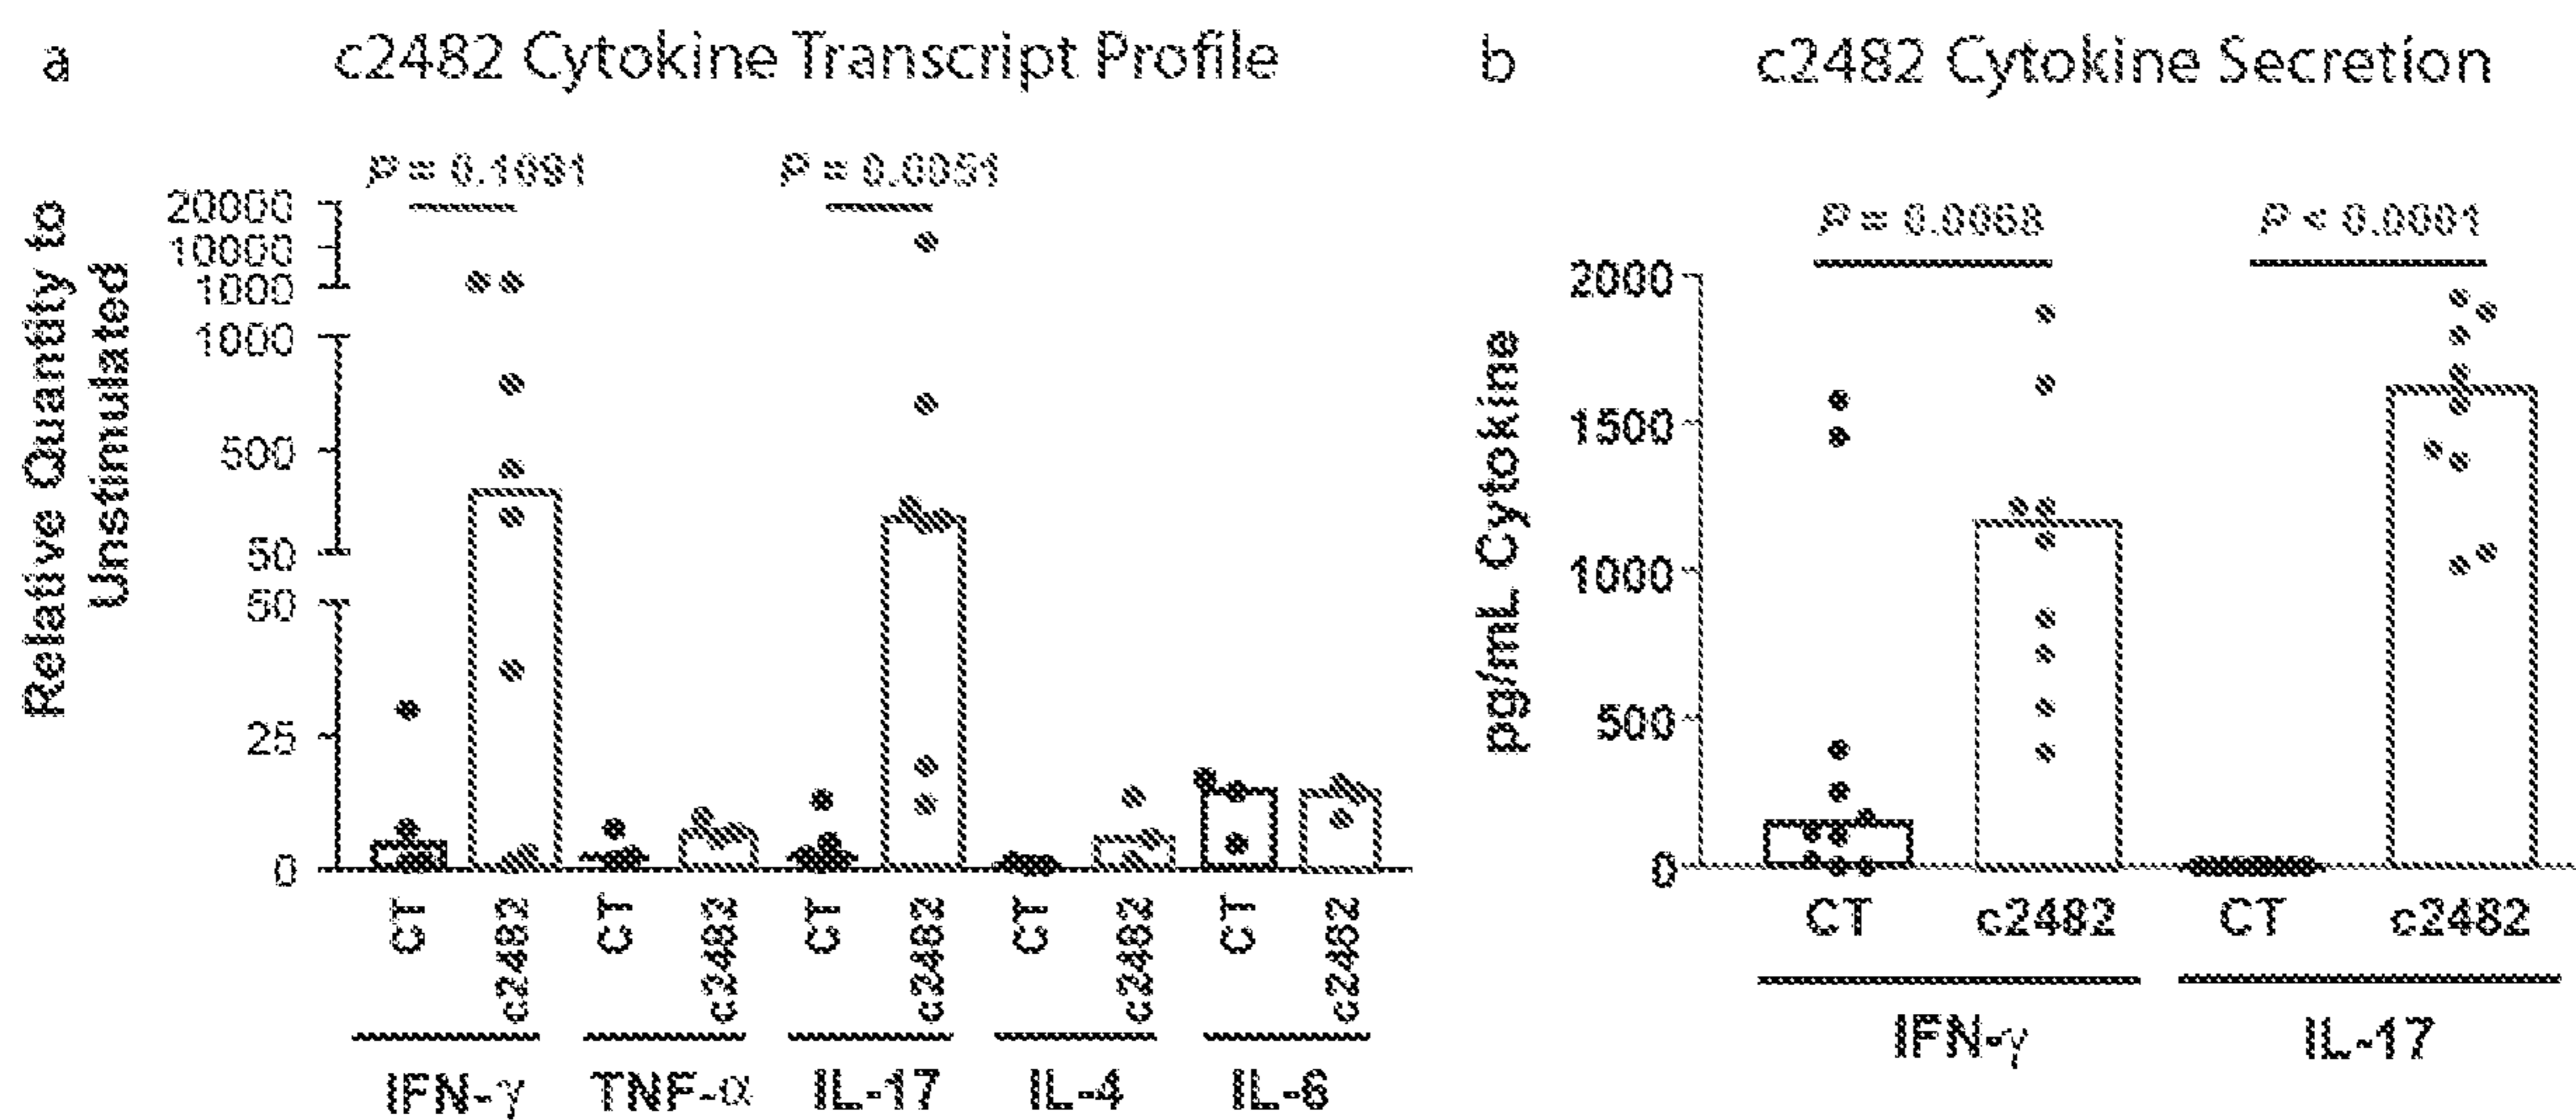 a
c2482 Cytokine Transcript Profile
P = 0.1091
P = 0.0051
Relative Quantity to
Unstimulated
20000
10000
1000
1000
500
50
50
25
0
CT
c2482
CT
c2482
CT
c2482
CT
c2482
CT
c2482
IFN-γ
TNF-α
IL-17
IL-4
IL-6
b
c2482 Cytokine Secretion
P = 0.0068
P < 0.0001
pg/mL Cytokine
2000
1500
1000
500
0
CT
c2482
CT
c2482
IFN-γ
IL-17